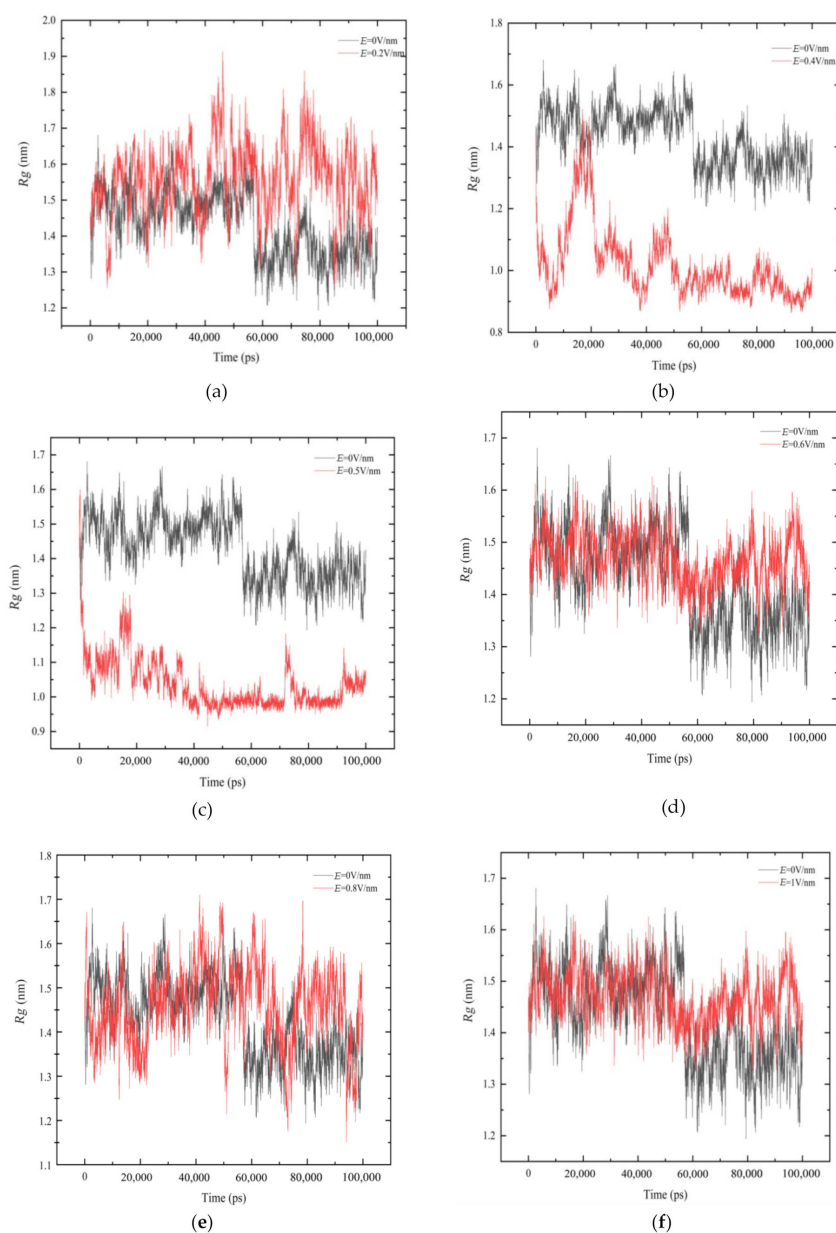 2.0
1.9
1.8
1.7
1.6
1.5
1.4
1.3
1.2
Rg (nm)
E=0V/nm
E=0.2V/nm
0 20,000 40,000 60,000 80,000 100,000
Time (ps)
(a)
1.8
1.6
1.4
1.2
1.0
0.8
Rg (nm)
E=0V/nm
E=0.4V/nm
0 20,000 40,000 60,000 80,000 100,000
Time (ps)
(b)
1.7
1.6
1.5
1.4
1.3
1.2
1.1
1.0
0.9
Rg (nm)
E=0V/nm
E=0.5V/nm
0 20,000 40,000 60,000 80,000 100,000
Time (ps)
(c)
1.7
1.6
1.5
1.4
1.3
1.2
Rg (nm)
E=0V/nm
E=0.6V/nm
0 20,000 40,000 60,000 80,000 100,000
Time (ps)
(d)
1.8
1.7
1.6
1.5
1.4
1.3
1.2
1.1
Rg (nm)
E=0V/nm
E=0.8V/nm
0 20,000 40,000 60,000 80,000 100,000
Time (ps)
(e)
1.7
1.6
1.5
1.4
1.3
1.2
Rg (nm)
E=0V/nm
E=1V/nm
0 20,000 40,000 60,000 80,000 100,000
Time (ps)
(f)